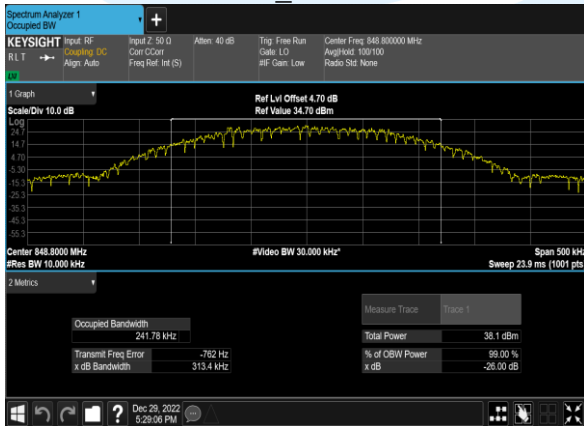 Spectrum Analyzer 1
Occupied BW
+
KEYSIGHT
R L T
Input: RF
Coupling: DC
Align: Auto
Input Z: 50 Ω
Corr CCorr
Freq Ref: Int (S)
Atten: 40 dB
Trig: Free Run
Gate: LO
#IF Gain: Low
Center Freq: 848.800000 MHz
Avg|Hold: 100/100
Radio Std: None
1 Graph
Scale/Div 10.0 dB
Ref Lvl Offset 4.70 dB
Ref Value 34.70 dBm
Log
24.7
14.7
4.70
-5.30
-15.3
-25.3
-35.3
-45.3
-55.3
Center 848.8000 MHz
#Res BW 10.000 kHz
#Video BW 30.000 kHz*
Span 500 kHz
Sweep 23.9 ms (1001 pts
2 Metrics
Measure Trace Trace 1
Occupied Bandwidth
241.78 kHz
Total Power 38.1 dBm
Transmit Freq Error -762 Hz
% of OBW Power 99.00 %
x dB Bandwidth 313.4 kHz
x dB -26.00 dB
?
Dec 29, 2022
5:29:06 PM